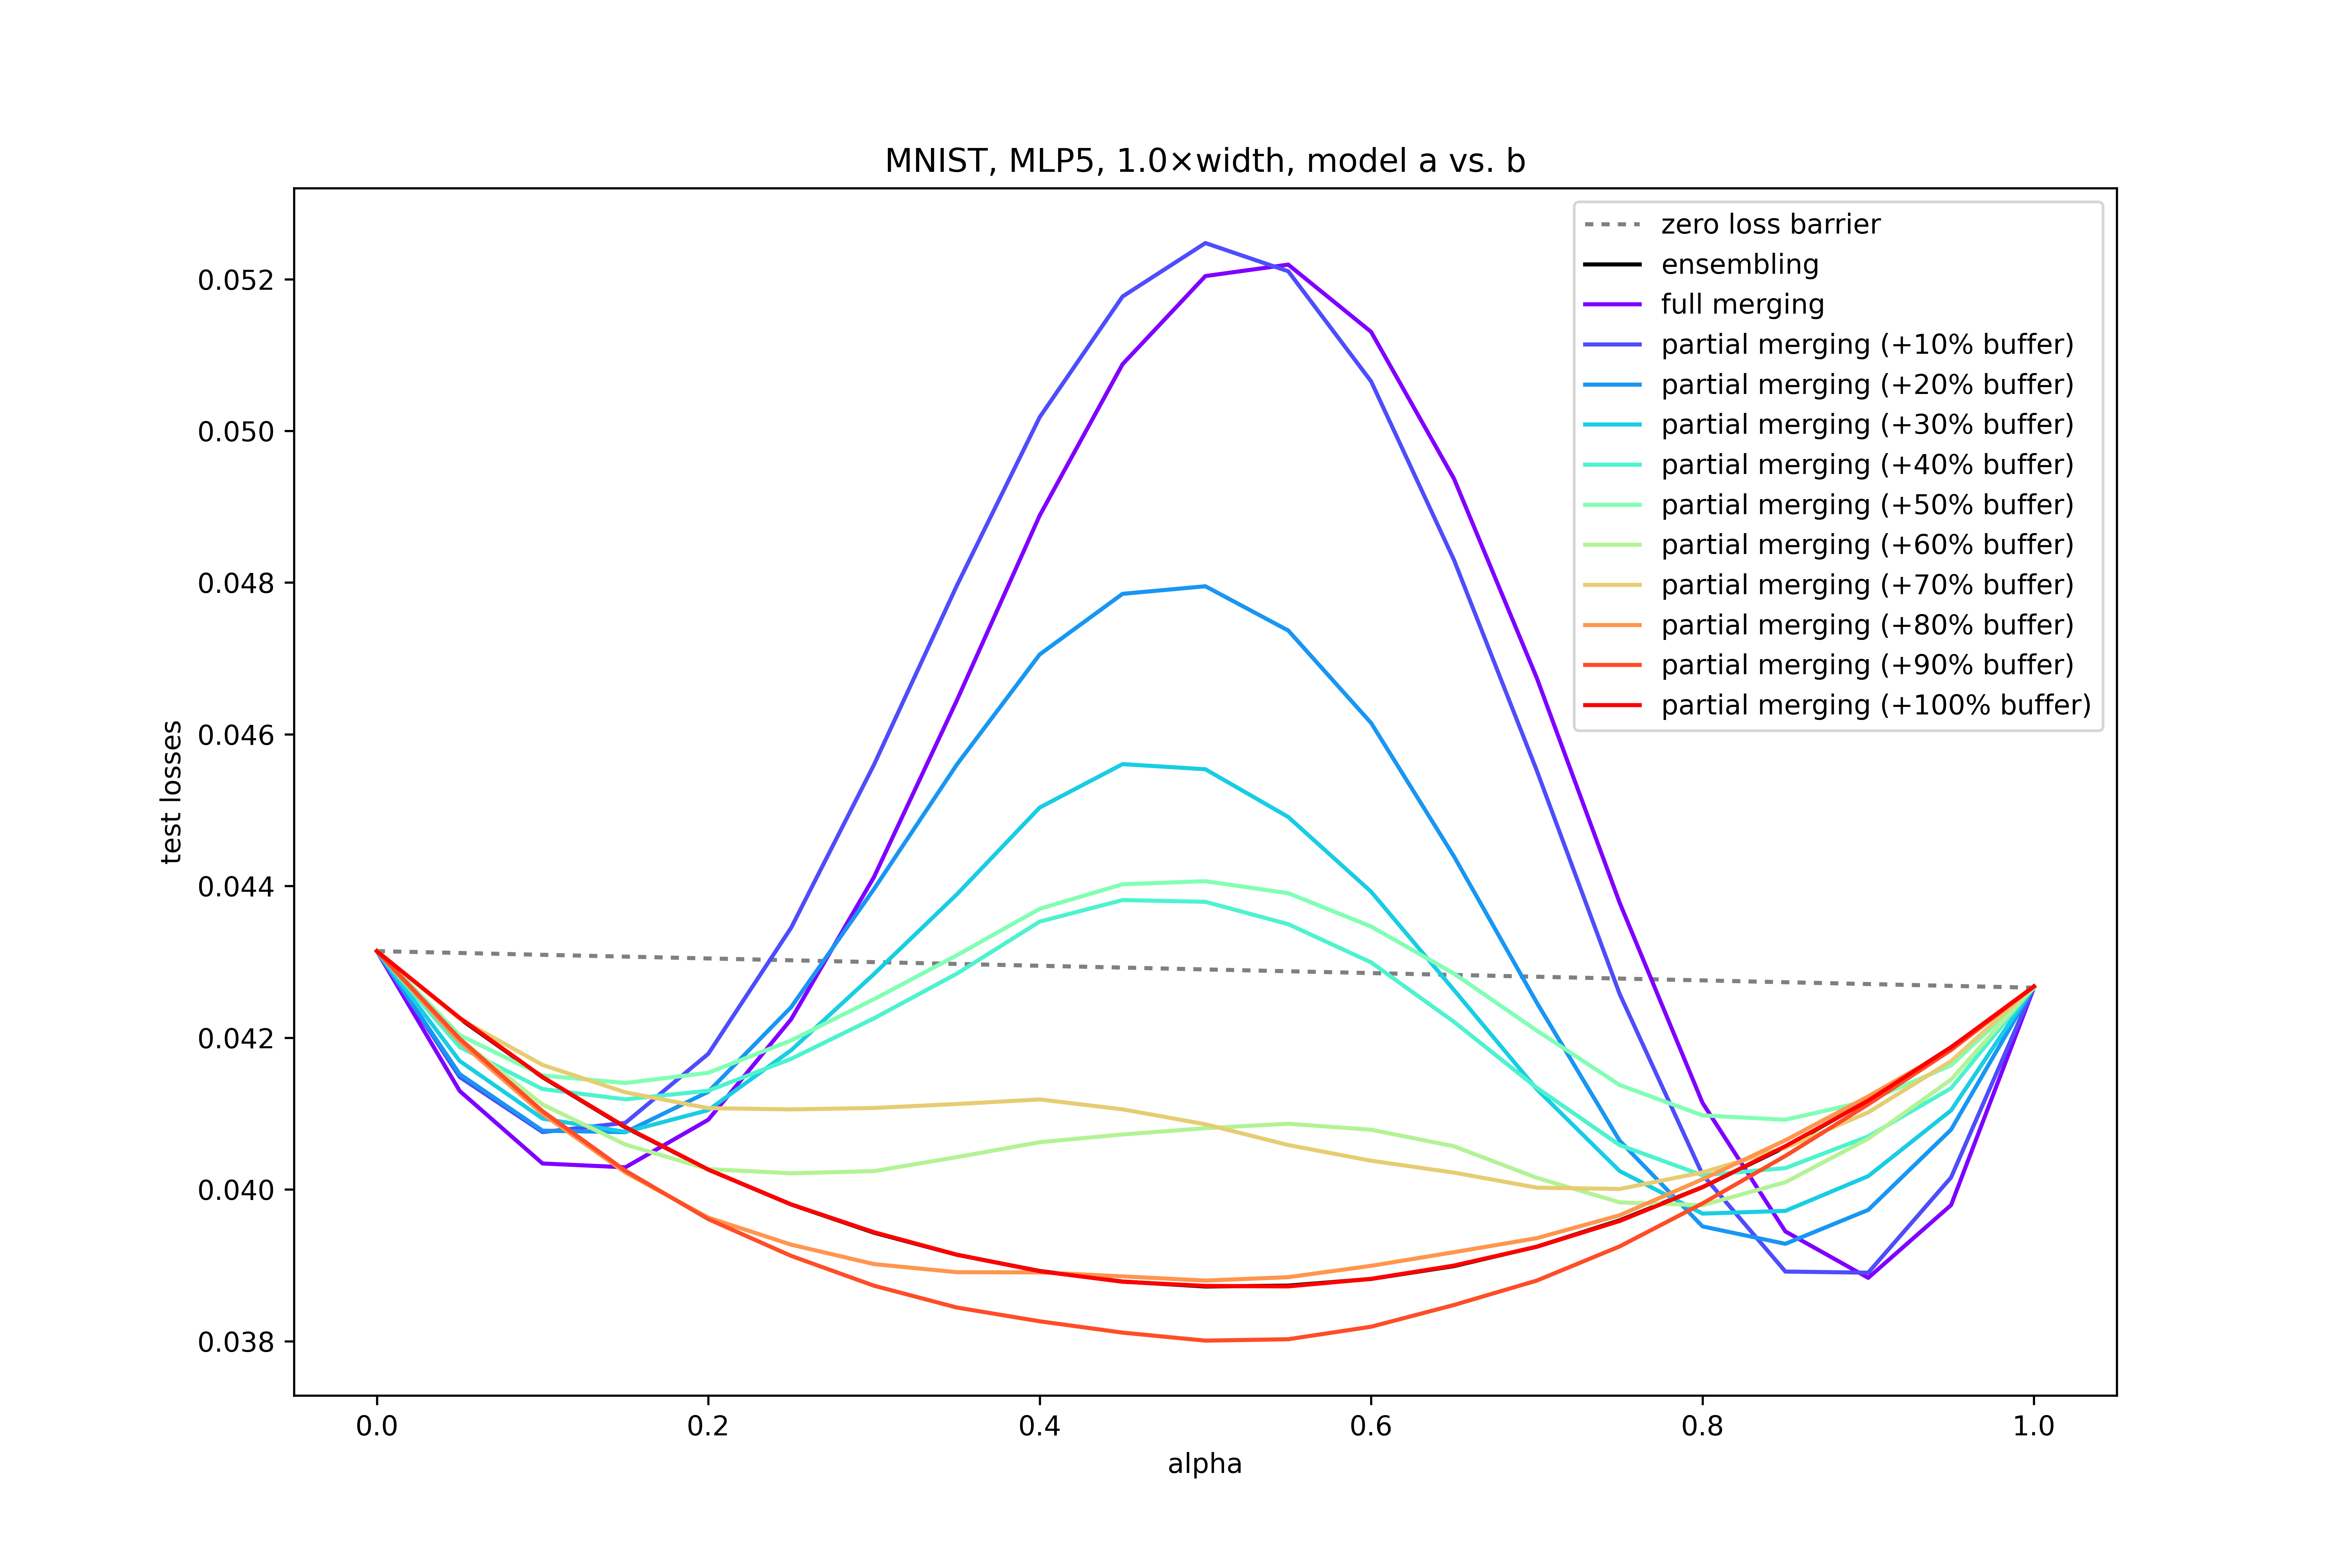 MNIST, MLP5, 1.0×width, model a vs. b
zero loss barrier
ensembling
full merging
partial merging (+10% buffer)
partial merging (+20% buffer)
partial merging (+30% buffer)
partial merging (+40% buffer)
partial merging (+50% buffer)
partial merging (+60% buffer)
partial merging (+70% buffer)
partial merging (+80% buffer)
partial merging (+90% buffer)
partial merging (+100% buffer)
test losses
0.052
0.050
0.048
0.046
0.044
0.042
0.040
0.038
0.0
0.2
0.4
0.6
0.8
1.0
alpha